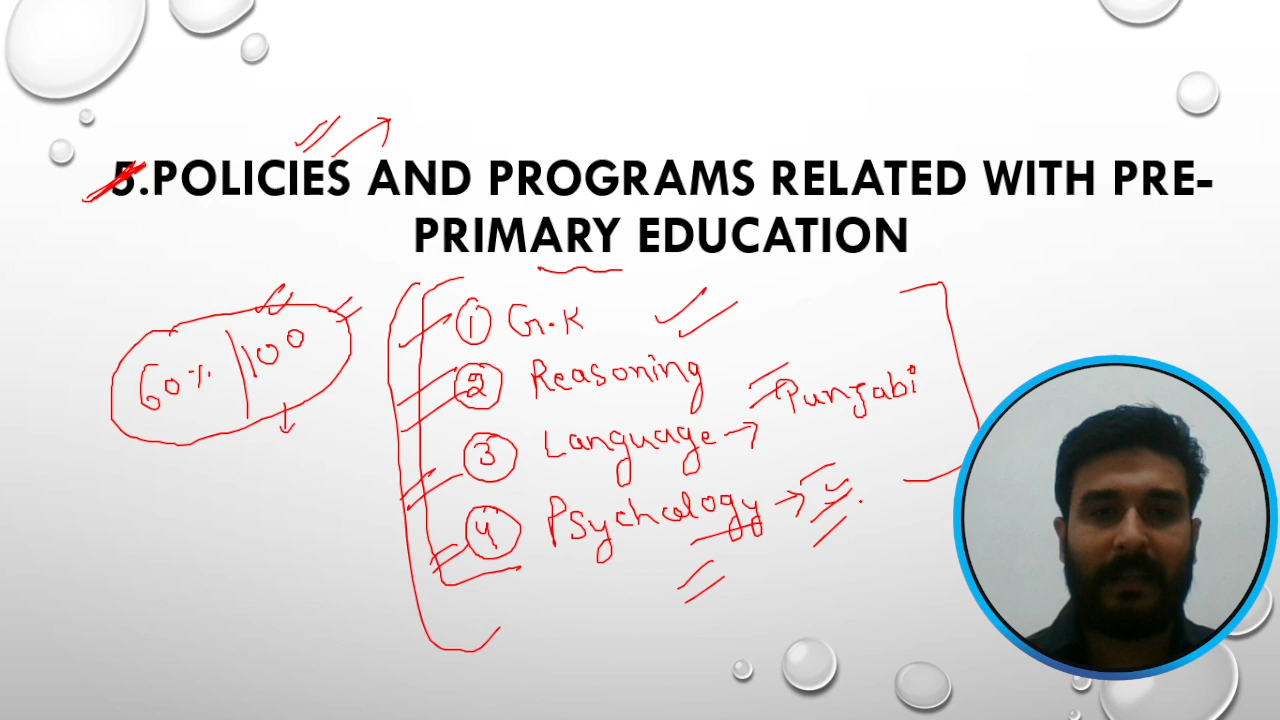 5.POLICIES AND PROGRAMS RELATED WITH PRE-
PRIMARY EDUCATION
60% 100
1 G.K
2 Reasoning
3 Language → Punjabi
4 Psychology →